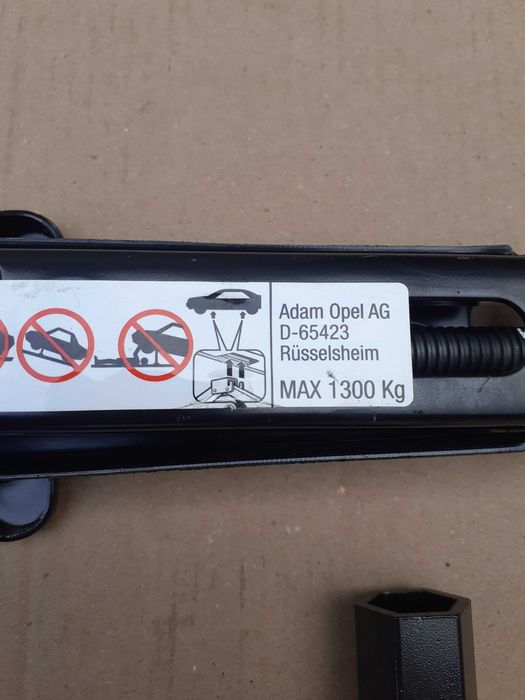 Adam Opel AG
D-65423
Rüsselsheim
MAX 1300 Kg